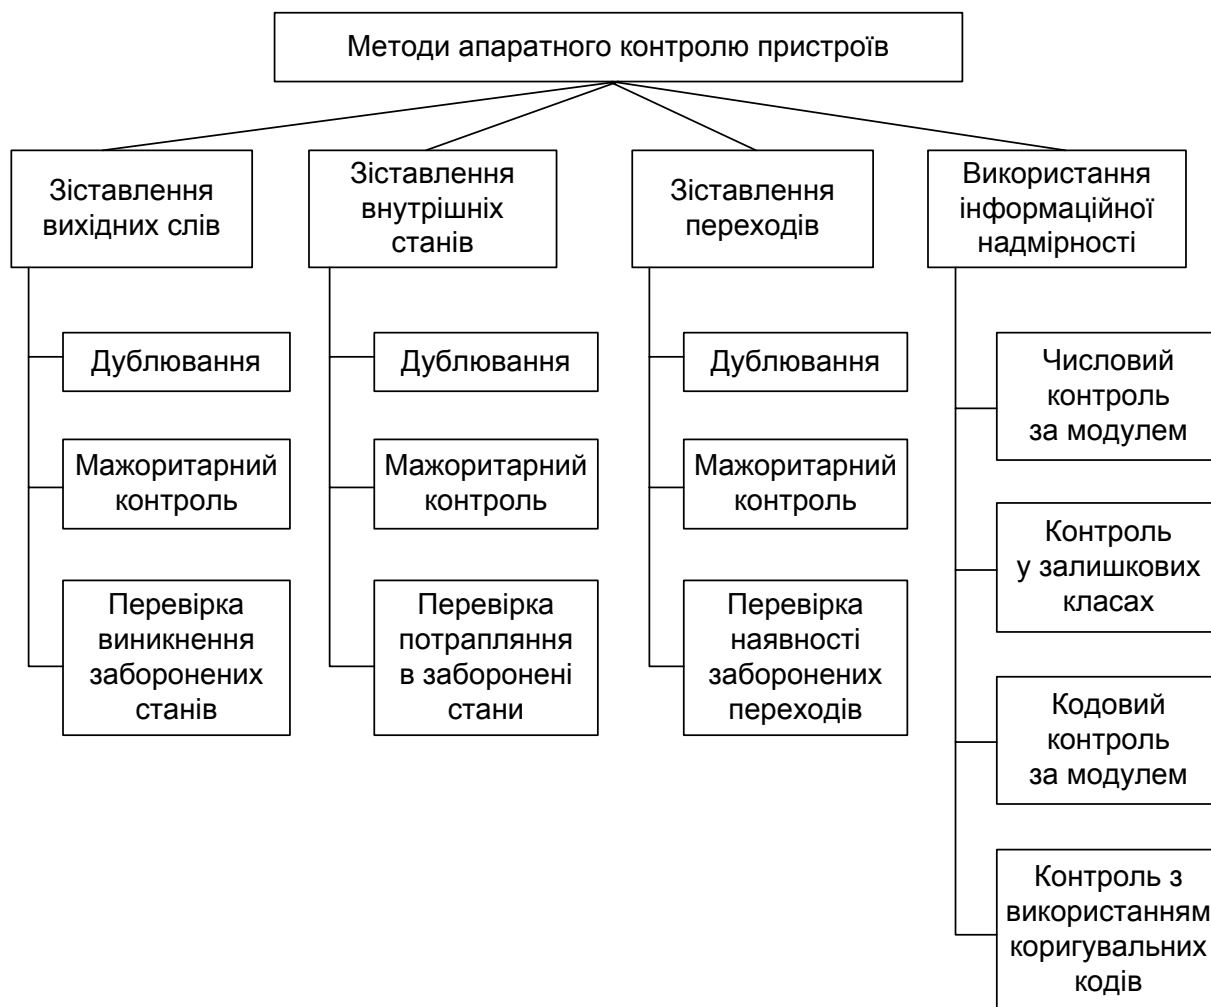 Методи апаратного контролю пристроїв
Зіставлення
вихідних слів
Зіставлення
внутрішніх
станів
Зіставлення
переходів
Використання
інформаційної
надмірності
Дублювання
Мажоритарний
контроль
Перевірка
виникнення
заборонених
станів
Дублювання
Мажоритарний
контроль
Перевірка
потрапляння
в заборонені
стани
Дублювання
Мажоритарний
контроль
Перевірка
наявності
заборонених
переходів
Числовий
контроль
за модулем
Контроль
у залишкових
класах
Кодовий
контроль
за модулем
Контроль з
використанням
коригувальних
кодів